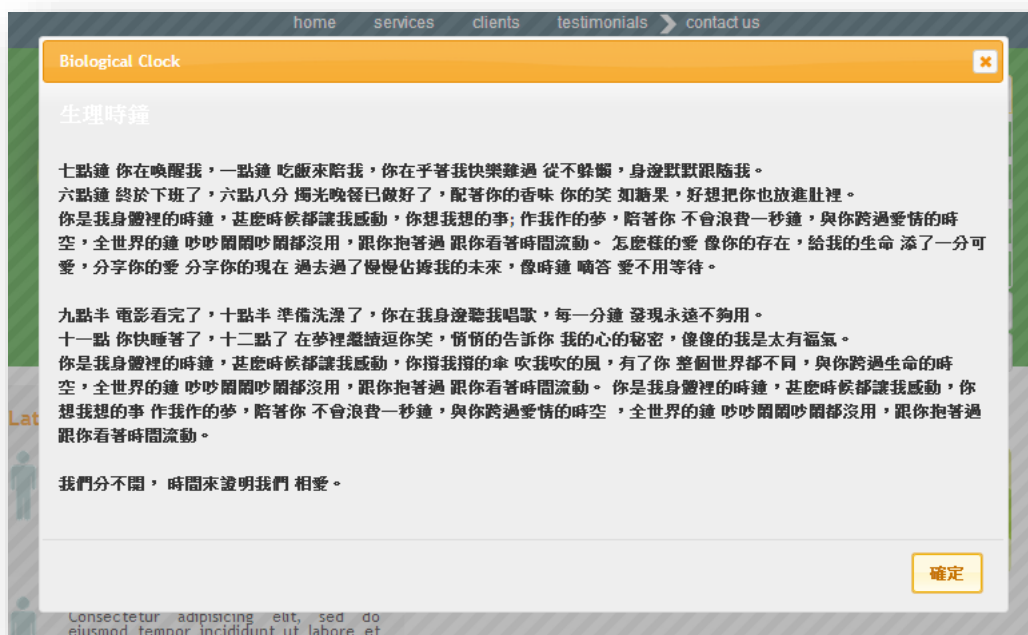 home services clients testimonials contact us
Biological Clock
生理時鐘
七點鐘 你在喚醒我，一點鐘 吃飯來陪我，你在乎著我快樂難過 從不躲懶，身邊默默跟隨我。
六點鐘 終於下班了，六點八分 燭光晚餐已做好了，配著你的香味 你的笑 如糖果，好想把你也放進肚裡。
你是我身體裡的時鐘，甚麼時候都讓我感動，你想我想的事; 作我作的夢，陪著你 不會浪費一秒鐘，與你跨過愛情的時
空，全世界的鐘 吵吵鬧鬧吵鬧都沒用，跟你抱著過 跟你看著時間流動。 怎麼樣的愛 像你的存在，給我的生命 添了一分可
愛，分享你的愛 分享你的現在 過去過了慢慢佔據我的未來，像時鐘 嘀答 愛不用等待。
九點半 電影看完了，十點半 準備洗澡了，你在我身邊聽我唱歌，每一分鐘 發現永遠不夠用。
十一點 你快睡著了，十二點了 在夢裡繼續逗你笑，悄悄的告訴你 我的心的秘密，傻傻的我是太有福氣。
你是我身體裡的時鐘，甚麼時候都讓我感動，你撐我撐的傘 吹我吹的風，有了你 整個世界都不同，與你跨過生命的時
空，全世界的鐘 吵吵鬧鬧吵鬧都沒用，跟你抱著過 跟你看著時間流動。 你是我身體裡的時鐘，甚麼時候都讓我感動，你
想我想的事 作我作的夢，陪著你 不會浪費一秒鐘，與你跨過愛情的時空 ，全世界的鐘 吵吵鬧鬧吵鬧都沒用，跟你抱著過
跟你看著時間流動。
Lat
我們分不開， 時間來證明我們 相愛。
確定
Consectetur adipisicing elit, sed do
eiusmod tempor incididunt ut labore et